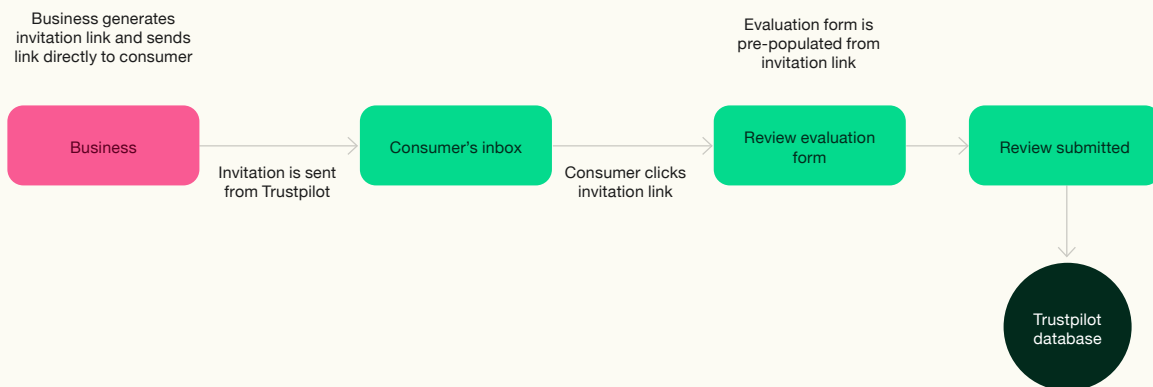 Business generates
invitation link and sends
link directly to consumer
Evaluation form is
pre-populated from
invitation link
Business
Invitation is sent
from Trustpilot
Consumer's inbox
Consumer clicks
invitation link
Review evaluation
form
Review submitted
Trustpilot
database